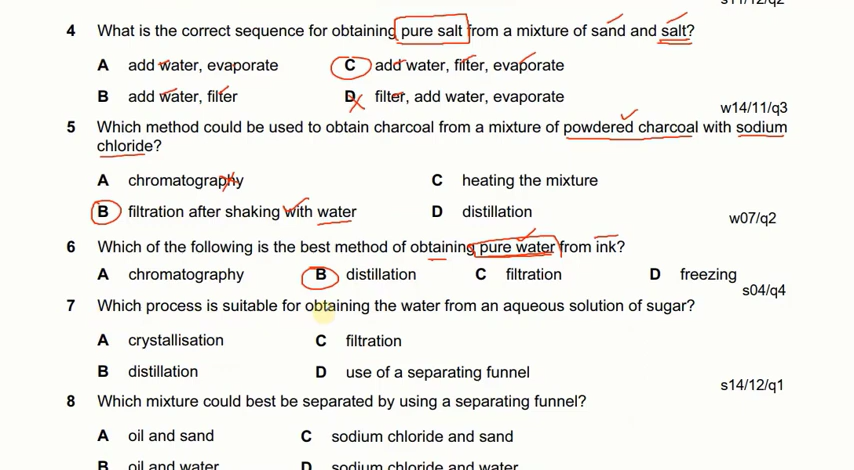 s11/12/q2
4 What is the correct sequence for obtaining pure salt from a mixture of sand and salt?
A add water, evaporate C add water, filter, evaporate
B add water, filter D filter, add water, evaporate
w14/11/q3
5 Which method could be used to obtain charcoal from a mixture of powdered charcoal with sodium
chloride?
A chromatography C heating the mixture
B filtration after shaking with water D distillation
w07/q2
6 Which of the following is the best method of obtaining pure water from ink?
A chromatography B distillation C filtration D freezing
s04/q4
7 Which process is suitable for obtaining the water from an aqueous solution of sugar?
A crystallisation C filtration
B distillation D use of a separating funnel
s14/12/q1
8 Which mixture could best be separated by using a separating funnel?
A oil and sand C sodium chloride and sand
B oil and water D sodium chloride and water